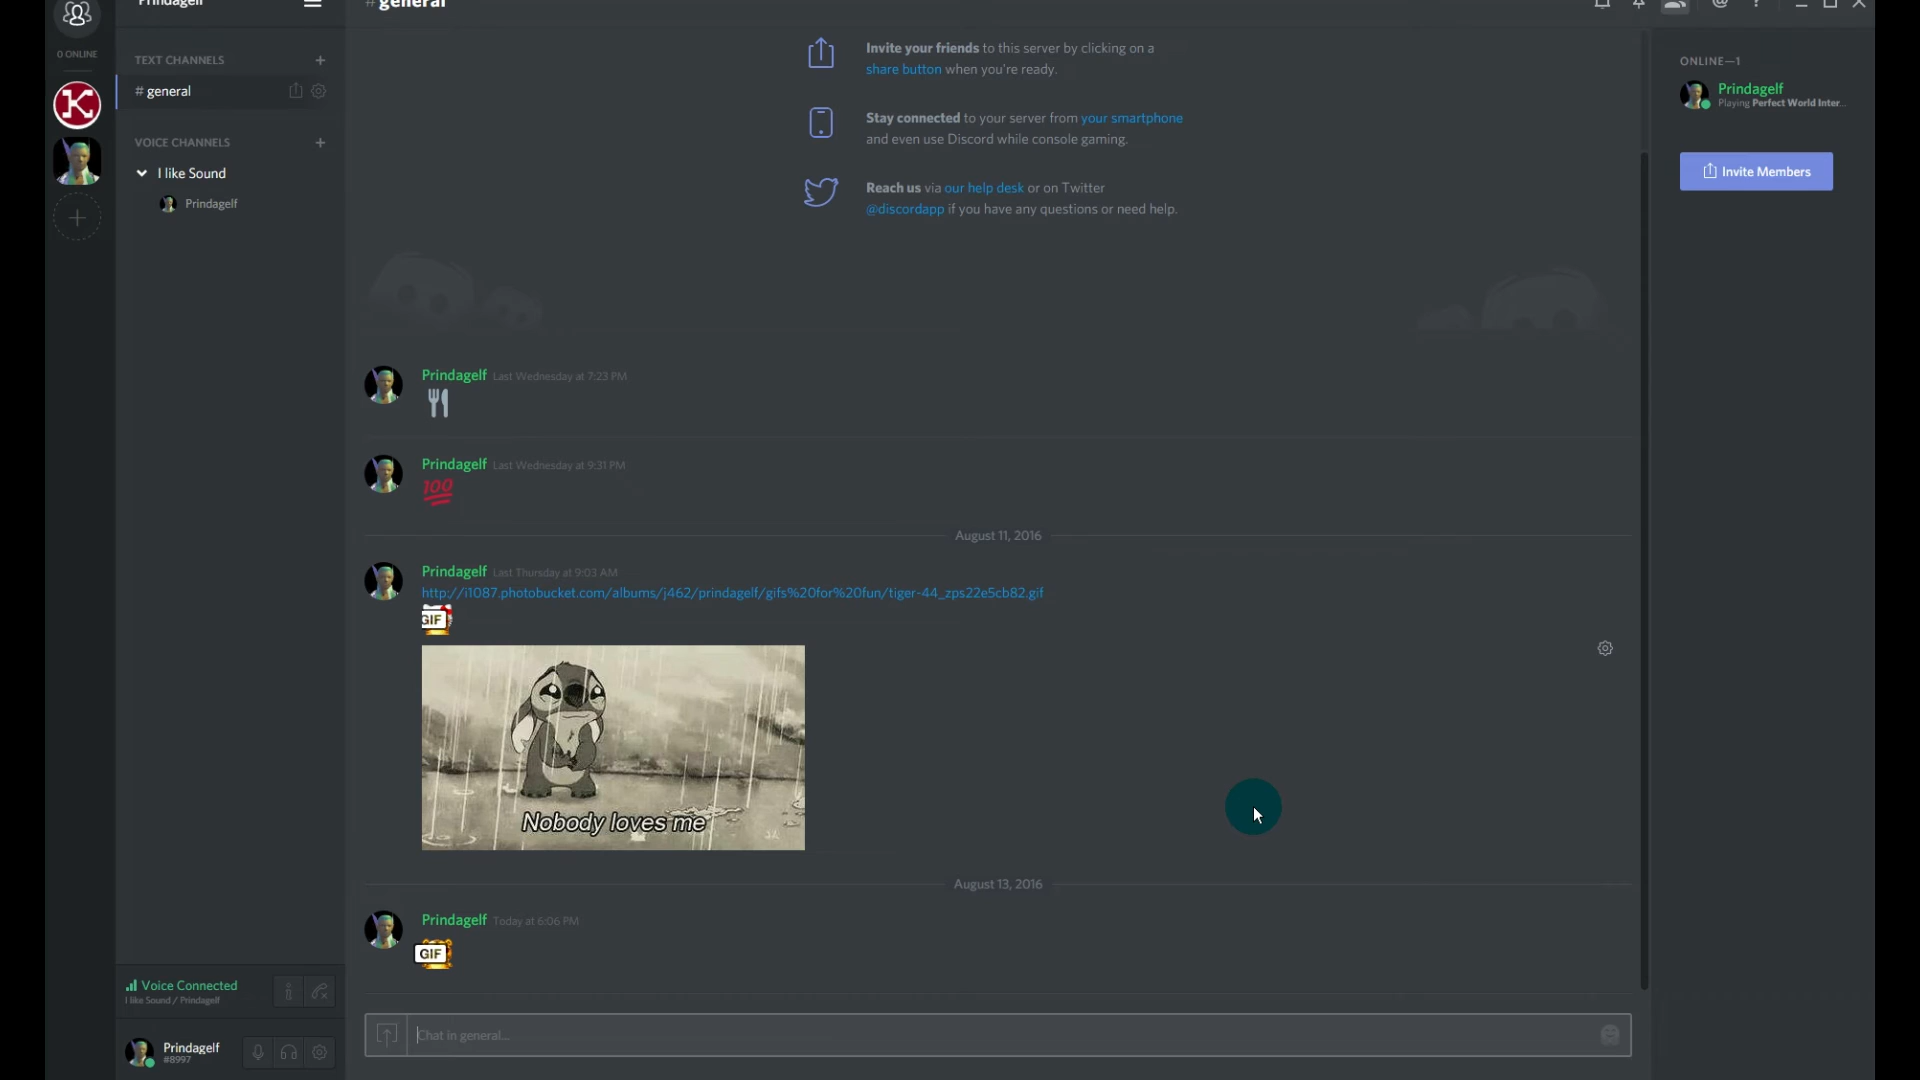 Prindagelf
# general
0 ONLINE
TEXT CHANNELS
# general
VOICE CHANNELS
I like Sound
Prindagelf
Invite your friends to this server by clicking on a
share button when you're ready.
Stay connected to your server from your smartphone
and even use Discord while console gaming.
Reach us via our help desk or on Twitter
@discordapp if you have any questions or need help.
Prindagelf Last Wednesday at 7:23 PM
Prindagelf Last Wednesday at 9:31 PM
100
August 11, 2016
Prindagelf Last Thursday at 9:03 AM
http://i1087.photobucket.com/albums/j462/prindagelf/gifs%20for%20fun/tiger-44_zps22e5cb82.gif
GIF
Nobody loves me
August 13, 2016
Prindagelf Today at 6:06 PM
GIF
Chat in general...
Voice Connected
I like Sound / Prindagelf
Prindagelf
#8997
ONLINE—1
Prindagelf
Playing Perfect World Inter...
Invite Members